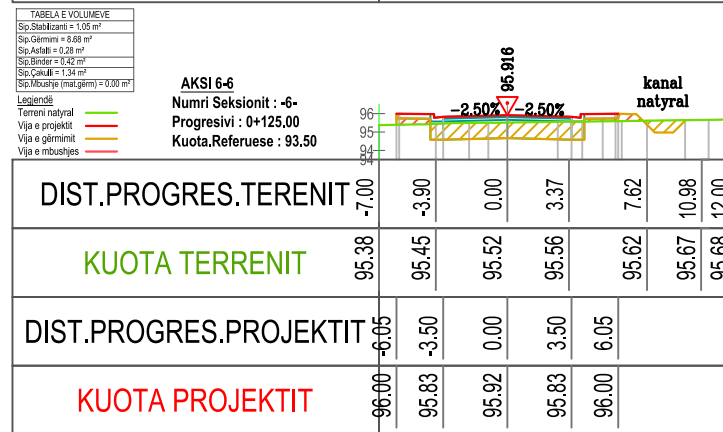 TABELA E VOLUMEVE
Sip.Stabilizanti = 1.05 m²
Sip.Gërmimi = 8.68 m²
Sip.Asfalti = 0.28 m²
Sip.Binder = 0.42 m²
Sip.Çakulli = 1.34 m²
Sip.Mbushje (mat.gërm) = 0.00 m²
Legjendë
Terreni natyral
Vija e projektit
Vija e gërmimit
Vija e mbushjes
AKSI 6-6
Numri Seksionit : -6-
Progresivi : 0+125,00
Kuota.Referuese : 93,50
95.916
-2.50% -2.50%
kanal
natyral
96
95
94
94
DIST.PROGRES.TERENIT -7.00 -3.90 0.00 3.37 7.62 10.98 12.00
KUOTA TERRENIT 95.38 95.45 95.52 95.56 95.62 95.67 95.68
DIST.PROGRES.PROJEKTIT -6.05 -3.50 0.00 3.50 6.05
KUOTA PROJEKTIT 96.00 95.83 95.92 95.83 96.00